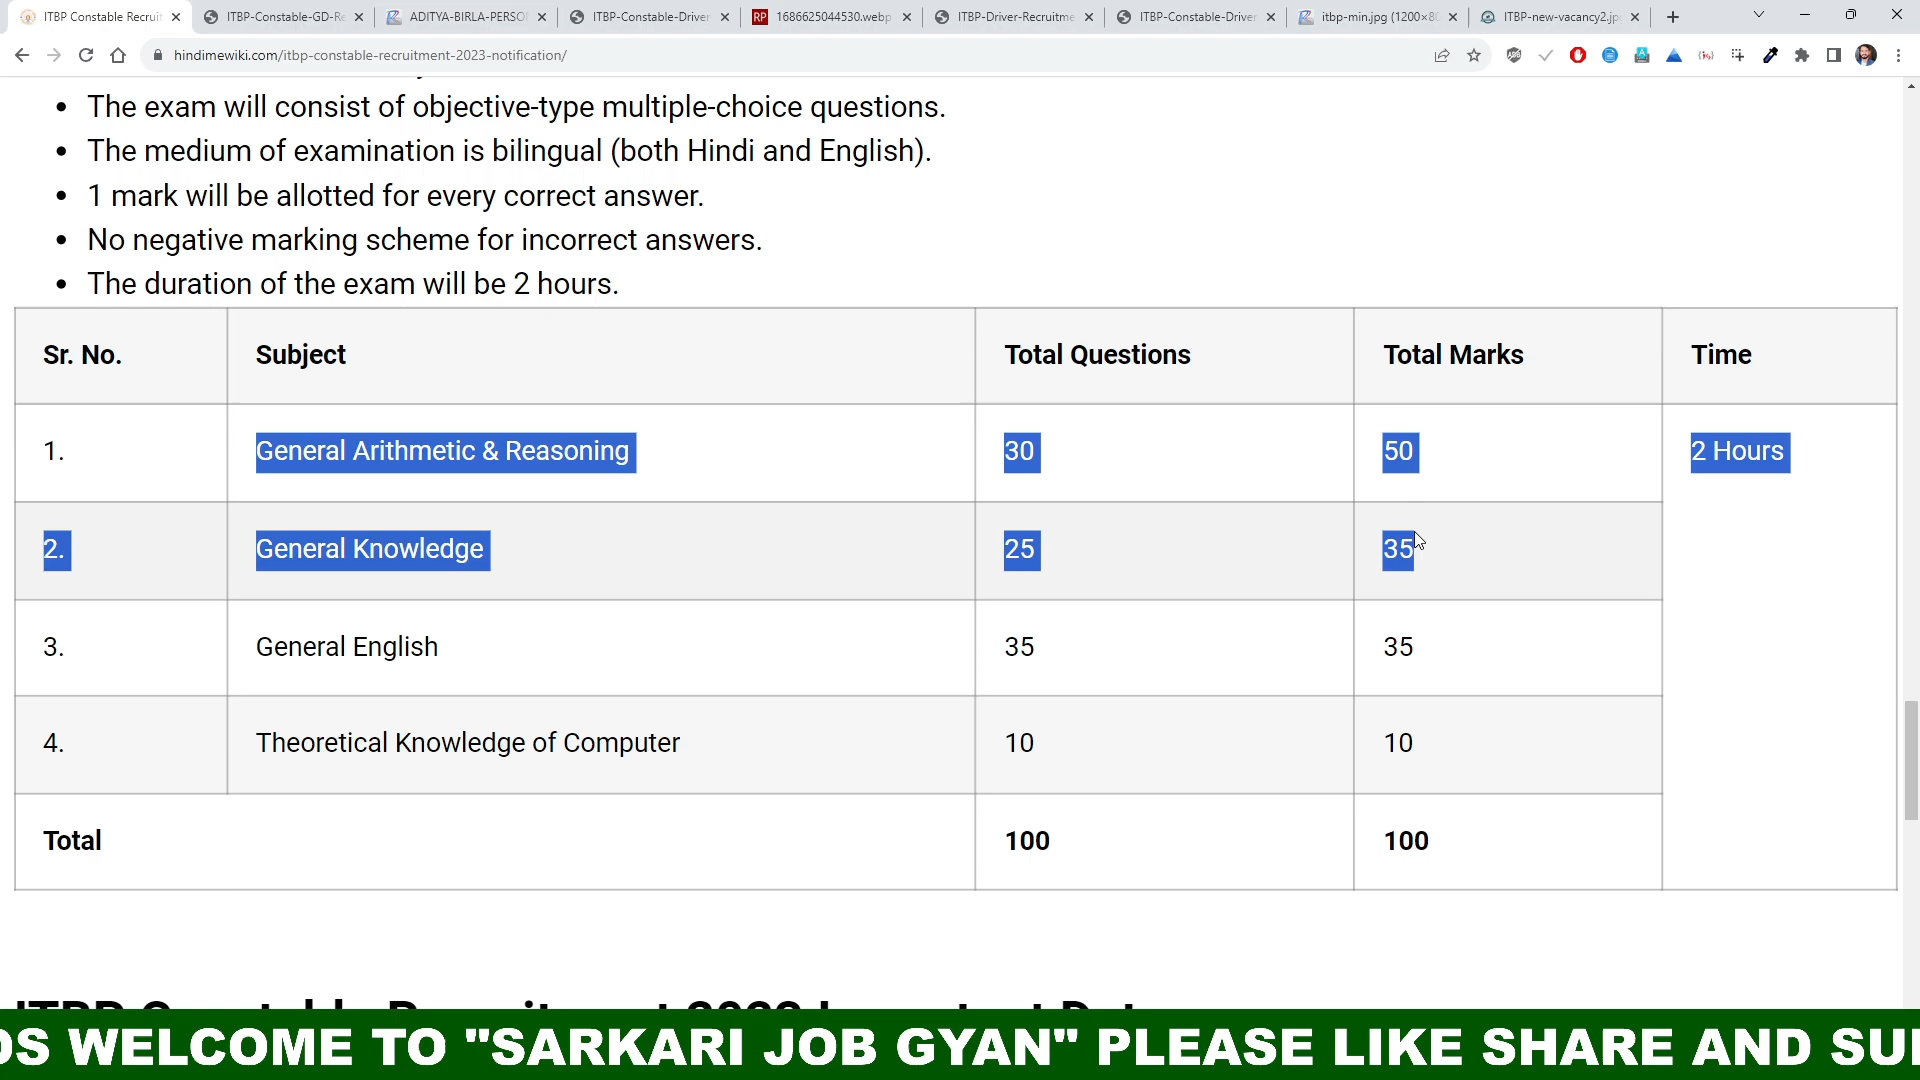 ITBP Constable Recruit
ITBP-Constable-GD-Re
ADITYA-BIRLA-PERSO
ITBP-Constable-Driver
RP 1686625044530.webp
ITBP-Driver-Recruitme
ITBP-Constable-Driver
itbp-min.jpg (1200×80
ITBP-new-vacancy2.jp
hindimewiki.com/itbp-constable-recruitment-2023-notification/
• The exam will consist of objective-type multiple-choice questions.
• The medium of examination is bilingual (both Hindi and English).
• 1 mark will be allotted for every correct answer.
• No negative marking scheme for incorrect answers.
• The duration of the exam will be 2 hours.
Sr. No. Subject Total Questions Total Marks Time
1. General Arithmetic & Reasoning 30 50 2 Hours
2. General Knowledge 25 35
3. General English 35 35
4. Theoretical Knowledge of Computer 10 10
Total 100 100
OS WELCOME TO "SARKARI JOB GYAN" PLEASE LIKE SHARE AND SU